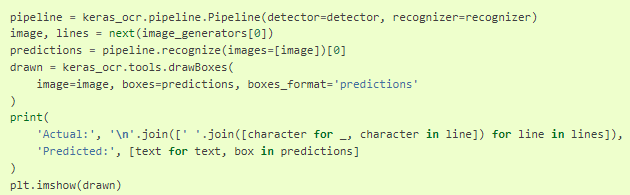 pipeline = keras_ocr.pipeline.Pipeline(detector=detector, recognizer=recognizer)
image, lines = next(image_generators[0])
predictions = pipeline.recognize(images=[image])[0]
drawn = keras_ocr.tools.drawBoxes(
    image=image, boxes=predictions, boxes_format='predictions'
)
print(
    'Actual:', '\n'.join([' '.join([character for _, character in line]) for line in lines]),
    'Predicted:', [text for text, box in predictions]
)
plt.imshow(drawn)